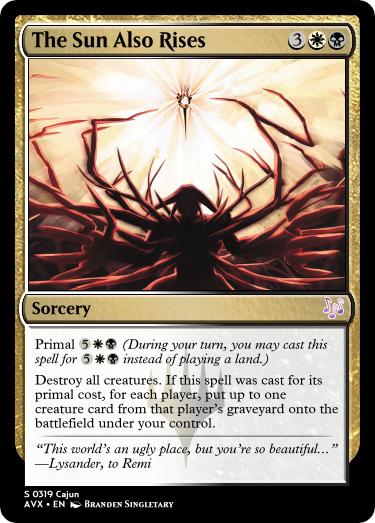 The Sun Also Rises 3
Sorcery
Primal 5 (During your turn, you may cast this
spell for 5 instead of playing a land.)
Destroy all creatures. If this spell was cast for its
primal cost, for each player, put up to one
creature card from that player's graveyard onto the
battlefield under your control.
“This world's an ugly place, but you're so beautiful…”
—Lysander, to Remi
S 0319 Cajun
AVX • EN Branden Singletary